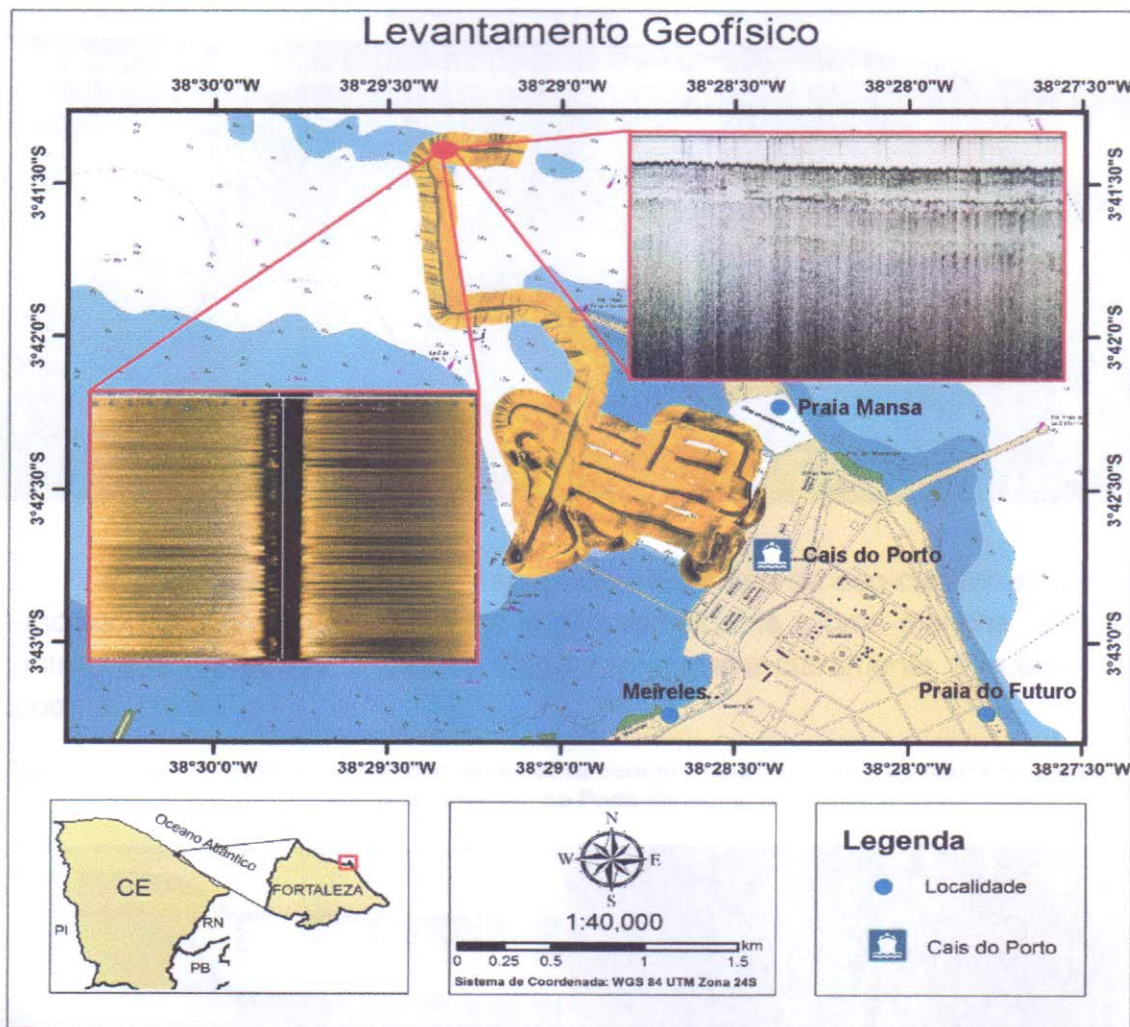 Levantamento Geofísico
38°30'0"W 38°29'30"W 38°29'0"W 38°28'30"W 38°28'0"W 38°27'30"W
3°41'30"S 3°41'30"S
3°42'0"S 3°42'0"S
Praia Mansa
3°42'30"S 3°42'30"S
Cais do Porto
3°43'0"S 3°43'0"S
Meireles..
Praia do Futuro
38°30'0"W 38°29'30"W 38°29'0"W 38°28'30"W 38°28'0"W 38°27'30"W
Oceano Atlântico
CE
FORTALEZA
PI
RN
PB
N
W E
S
1:40,000
km
0 0.25 0.5 1 1.5
Sistema de Coordenada: WGS 84 UTM Zona 24S
Legenda
Localidade
Cais do Porto